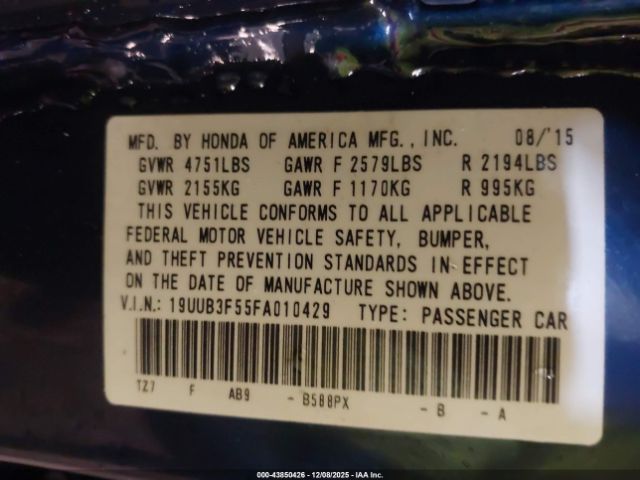 MFD. BY HONDA OF AMERICA MFG., INC. 08/'15
GVWR 4751LBS GAWR F 2579LBS R 2194LBS
GVWR 2155KG GAWR F 1170KG R 995KG
THIS VEHICLE CONFORMS TO ALL APPLICABLE
FEDERAL MOTOR VEHICLE SAFETY, BUMPER,
AND THEFT PREVENTION STANDARDS IN EFFECT
ON THE DATE OF MANUFACTURE SHOWN ABOVE.
V.I.N.: 19UUB3F55FA010429 TYPE: PASSENGER CAR
TZ7 F AB9 - B588PX - B - A
000-43850426 - 12/08/2025 - IAA Inc.